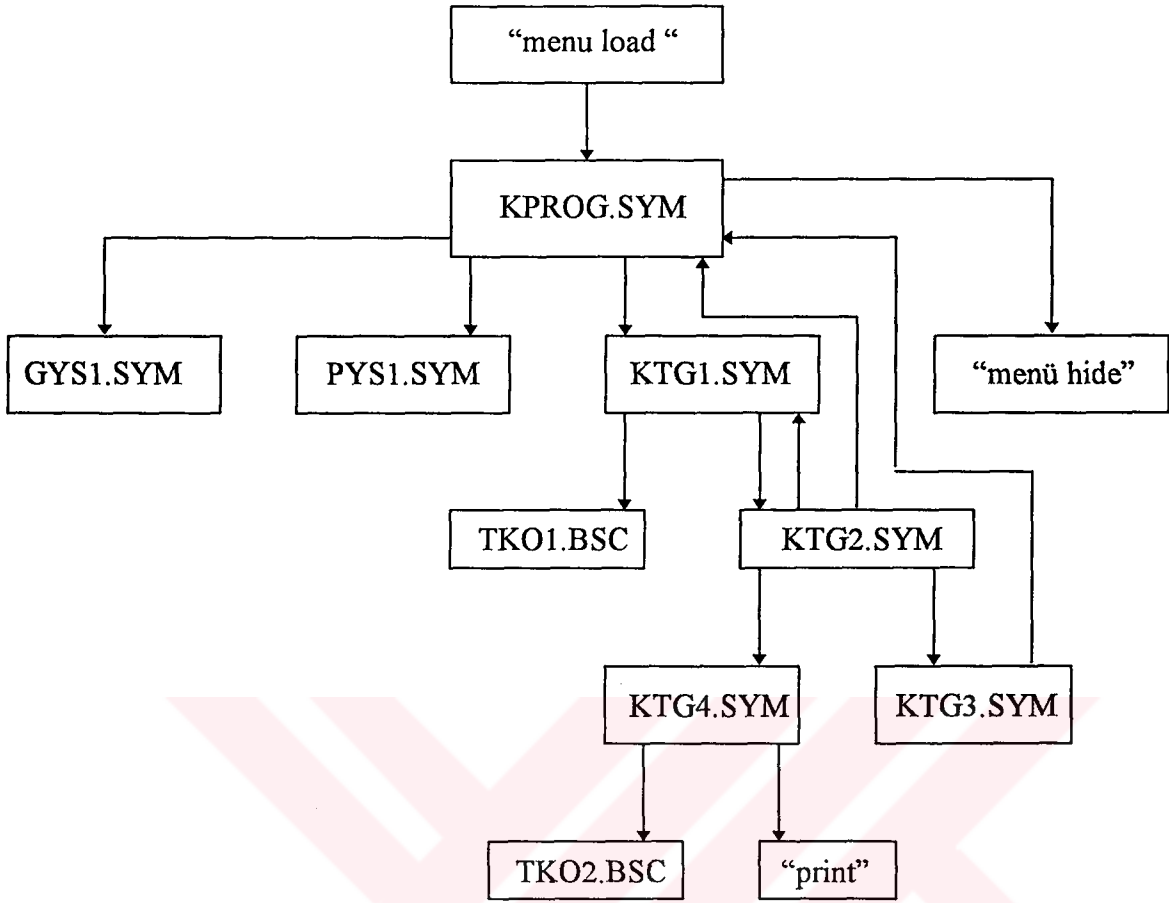 “menu load “
KPROG.SYM
GYS1.SYM
PYS1.SYM
KTG1.SYM
“menü hide”
TKO1.BSC
KTG2.SYM
KTG4.SYM
KTG3.SYM
TKO2.BSC
“print”